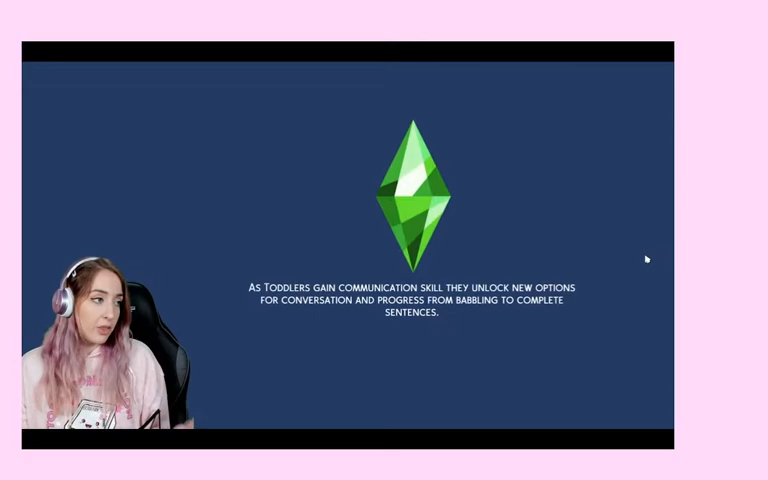 As Toddlers gain communication skill they unlock new options
for conversation and progress from babbling to complete
sentences.